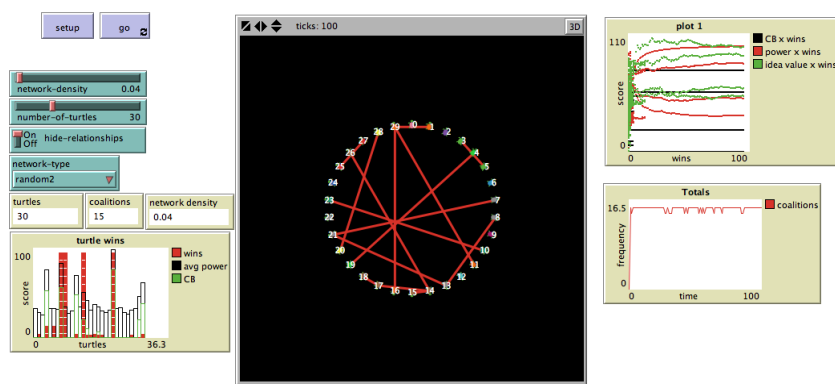 setup
go
network-density 0.04
number-of-turtles 30
On
Off
hide-relationships
network-type
random2
turtles
30
coalitions
15
network density
0.04
turtle wins
100
score
0
0
turtles
36.3
wins
avg power
CB
ticks: 100
3D
0
1
2
3
4
5
6
7
8
9
10
11
12
13
14
15
16
17
18
19
20
21
22
23
24
25
26
27
28
29
plot 1
110
score
0
0
wins
100
CB x wins
power x wins
idea value x wins
Totals
16.5
frequency
0
0
time
100
coalitions